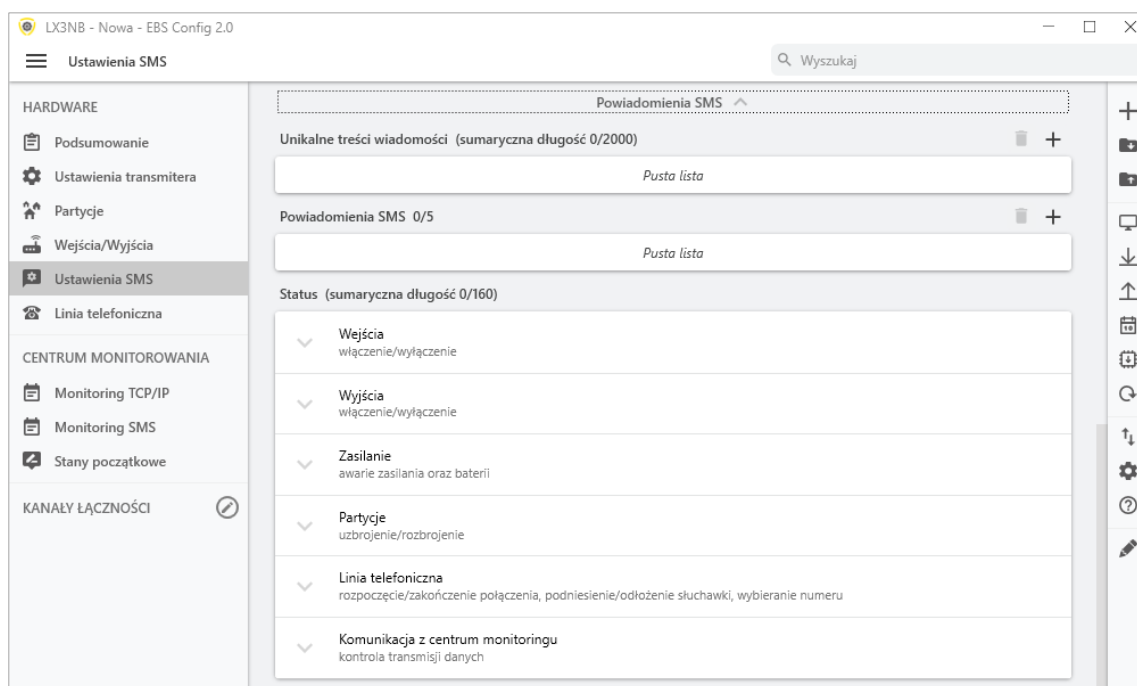 LX3NB - Nowa - EBS Config 2.0
Ustawienia SMS
Wyszukaj
HARDWARE
Podsumowanie
Ustawienia transmitera
Partycje
Wejścia/Wyjścia
Ustawienia SMS
Linia telefoniczna
CENTRUM MONITOROWANIA
Monitoring TCP/IP
Monitoring SMS
Stany początkowe
KANAŁY ŁĄCZNOŚCI
Powiadomienia SMS
Unikalne treści wiadomości (sumaryczna długość 0/2000)
Pusta lista
Powiadomienia SMS 0/5
Pusta lista
Status (sumaryczna długość 0/160)
Wejścia
włączenie/wyłączenie
Wyjścia
włączenie/wyłączenie
Zasilanie
awarie zasilania oraz baterii
Partycje
uzbrojenie/rozbrojenie
Linia telefoniczna
rozpoczęcie/zakończenie połączenia, podniesienie/odłożenie słuchawki, wybieranie numeru
Komunikacja z centrum monitoringu
kontrola transmisji danych